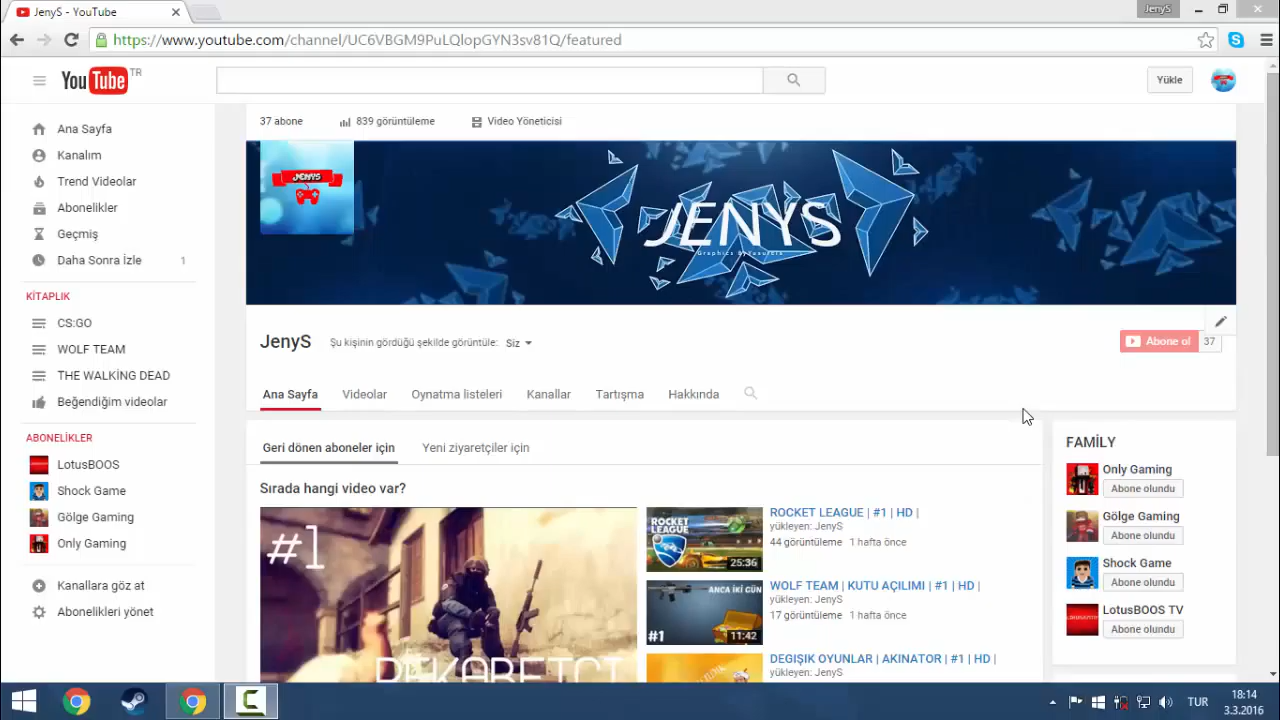 JenyS - YouTube
JenyS
https://www.youtube.com/channel/UC6VBGM9PuLQlopGYN3sv81Q/featured
YouTube TR
Yükle
Ana Sayfa
Kanalım
Trend Videolar
Abonelikler
Geçmiş
Daha Sonra İzle 1
KİTAPLIK
CS:GO
WOLF TEAM
THE WALKİNG DEAD
Beğendiğim videolar
ABONELİKLER
LotusBOOS
Shock Game
Gölge Gaming
Only Gaming
Kanallara göz at
Abonelikleri yönet
37 abone
839 görüntüleme
Video Yöneticisi
JENYS
JENYS
JenyS
Şu kişinin gördüğü şekilde görüntüle: Siz
Abone ol 37
Ana Sayfa
Videolar
Oynatma listeleri
Kanallar
Tartışma
Hakkında
Geri dönen aboneler için
Yeni ziyaretçiler için
Sırada hangi video var?
#1
ROCKET LEAGUE
25:36
ROCKET LEAGUE | #1 | HD |
yükleyen: JenyS
44 görüntüleme 1 hafta önce
ANCA İKİ GÜN
#1
11:42
WOLF TEAM | KUTU AÇILIMI | #1 | HD |
yükleyen: JenyS
17 görüntüleme 1 hafta önce
DEGIŞIK OYUNLAR | AKINATOR | #1 | HD |
yükleyen: JenyS
FAMİLY
Only Gaming
Abone olundu
Gölge Gaming
Abone olundu
Shock Game
Abone olundu
LotusBOOS TV
Abone olundu
TUR
18:14
3.3.2016